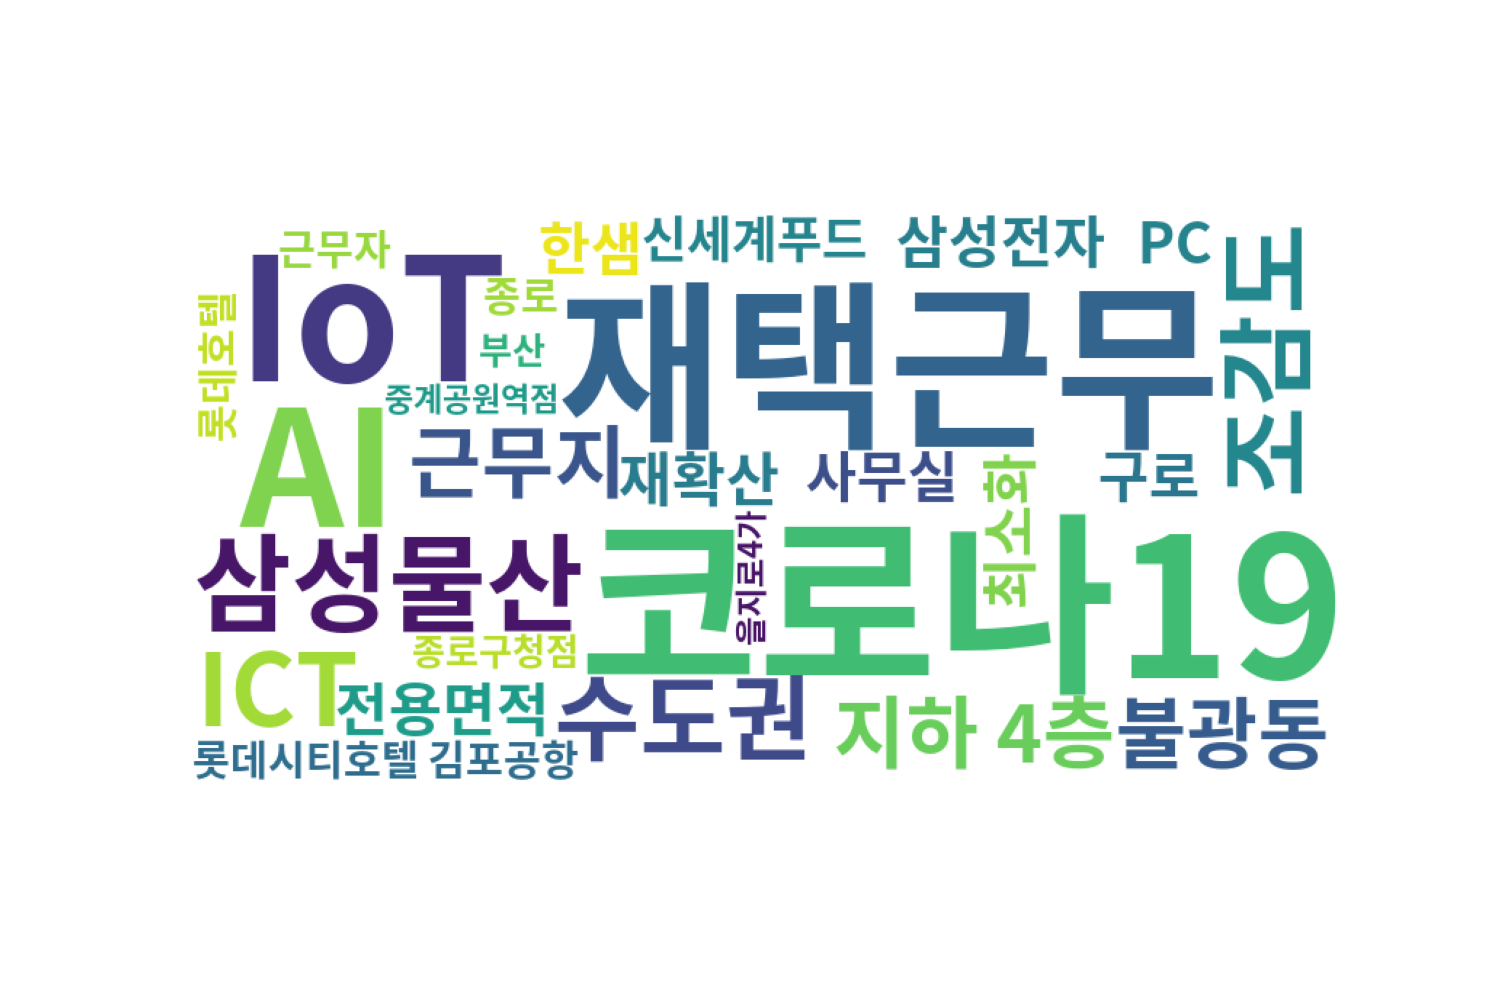 근무자
한샘
신세계푸드
삼성전자
PC
IoT
종로
재택근무
조감도
롯데호텔
부산
중계공원역점
AI
근무지
재확산
사무실
최소화
구로
삼성물산
을지로4가
코로나19
종로구청점
ICT
전용면적
수도권
지하 4층
불광동
롯데시티호텔 김포공항